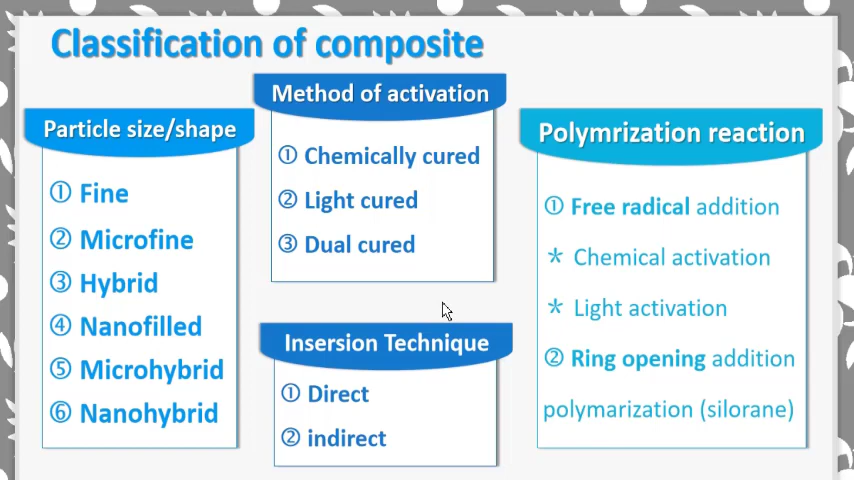 Classification of composite
Particle size/shape
① Fine
② Microfine
③ Hybrid
④ Nanofilled
⑤ Microhybrid
⑥ Nanohybrid
Method of activation
① Chemically cured
② Light cured
③ Dual cured
Insersion Technique
① Direct
② indirect
Polymrization reaction
① Free radical addition
* Chemical activation
* Light activation
② Ring opening addition
polymarization (silorane)